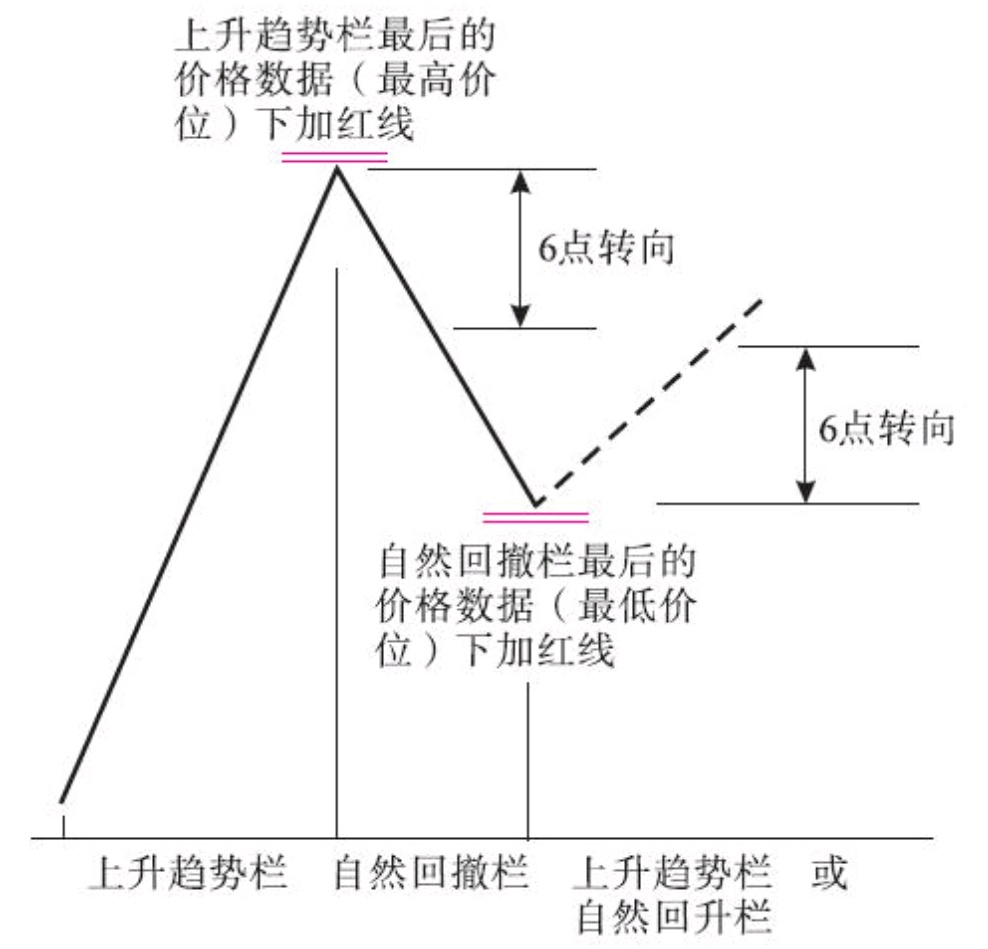 上升趋势栏最后的
价格数据（最高价
位）下加红线
6点转向
6点转向
自然回撤栏最后的
价格数据（最低价
位）下加红线
上升趋势栏 自然回撤栏 上升趋势栏 或
自然回升栏